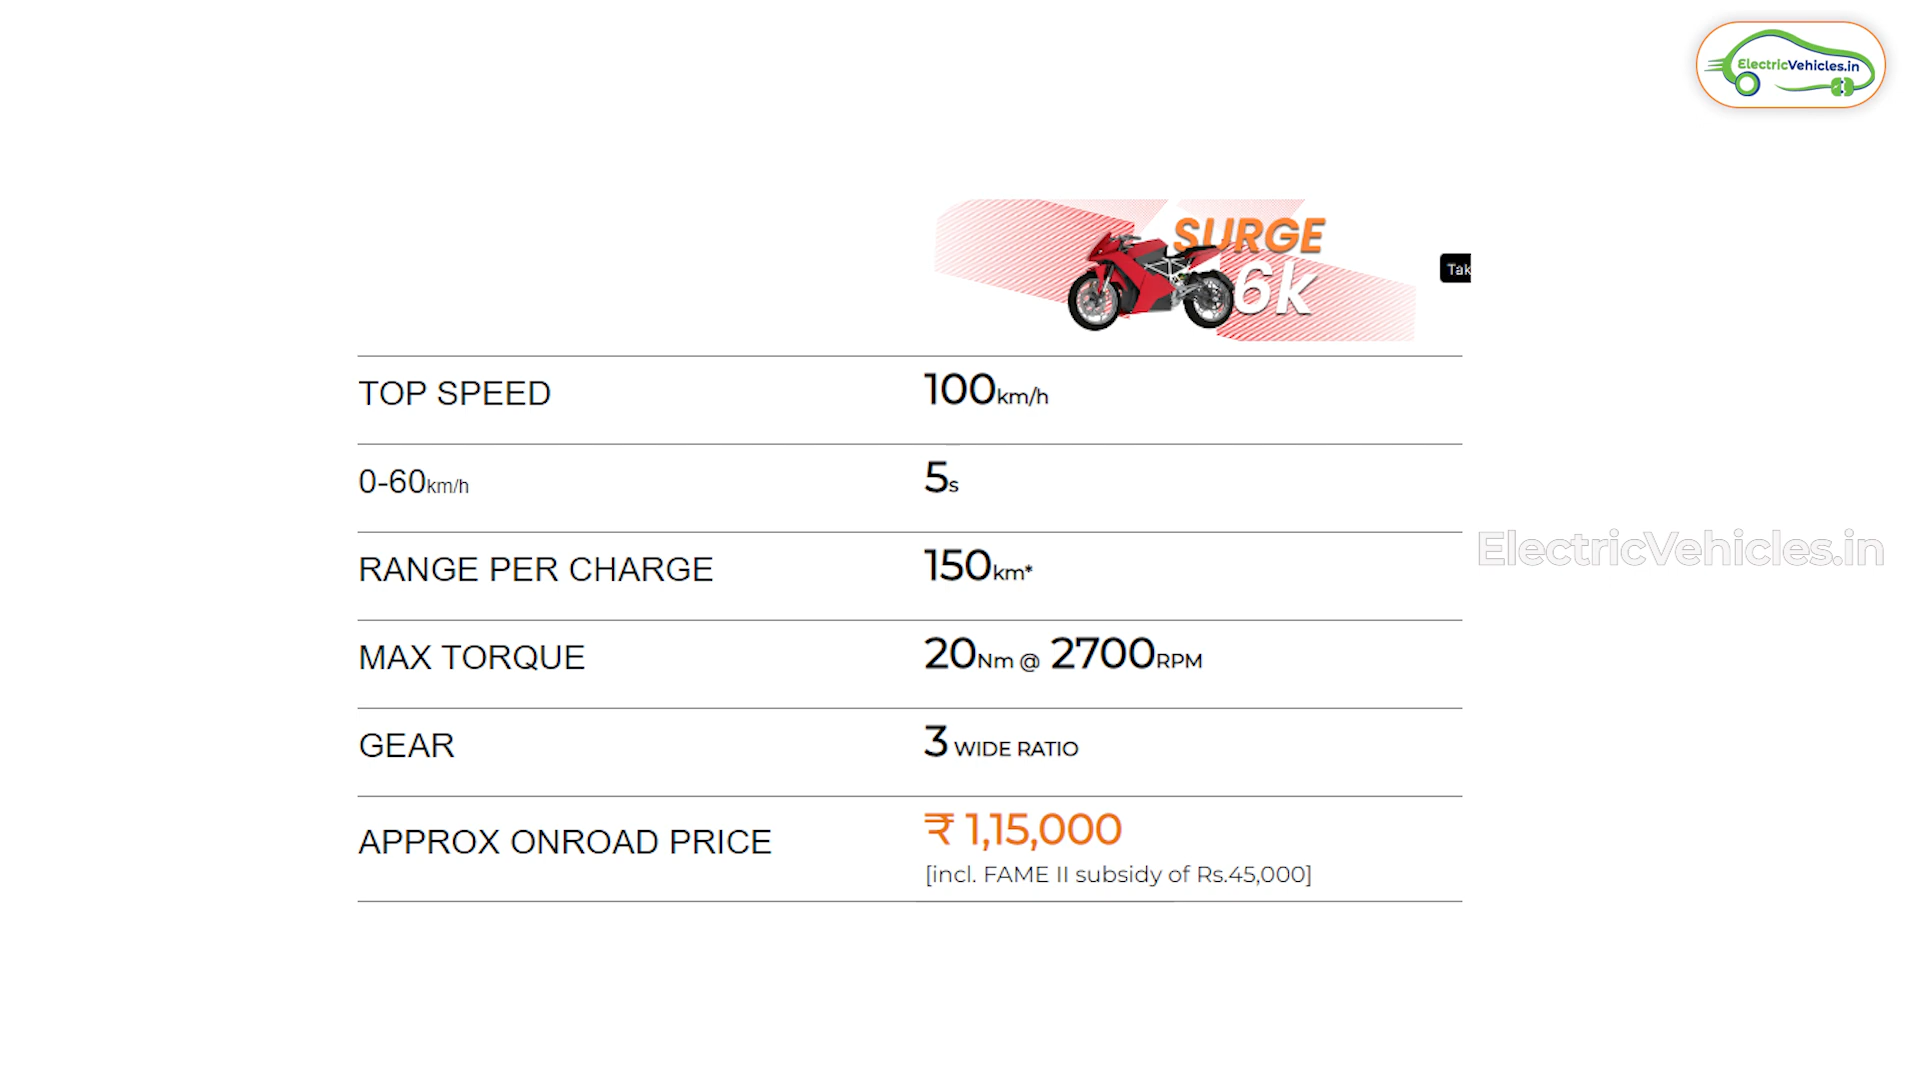 ElectricVehicles.in
SURGE
6k
Tak
TOP SPEED 100km/h
0-60km/h 5s
RANGE PER CHARGE 150km*
ElectricVehicles.in
MAX TORQUE 20Nm @ 2700RPM
GEAR 3 WIDE RATIO
APPROX ONROAD PRICE ₹ 1,15,000
[incl. FAME II subsidy of Rs.45,000]